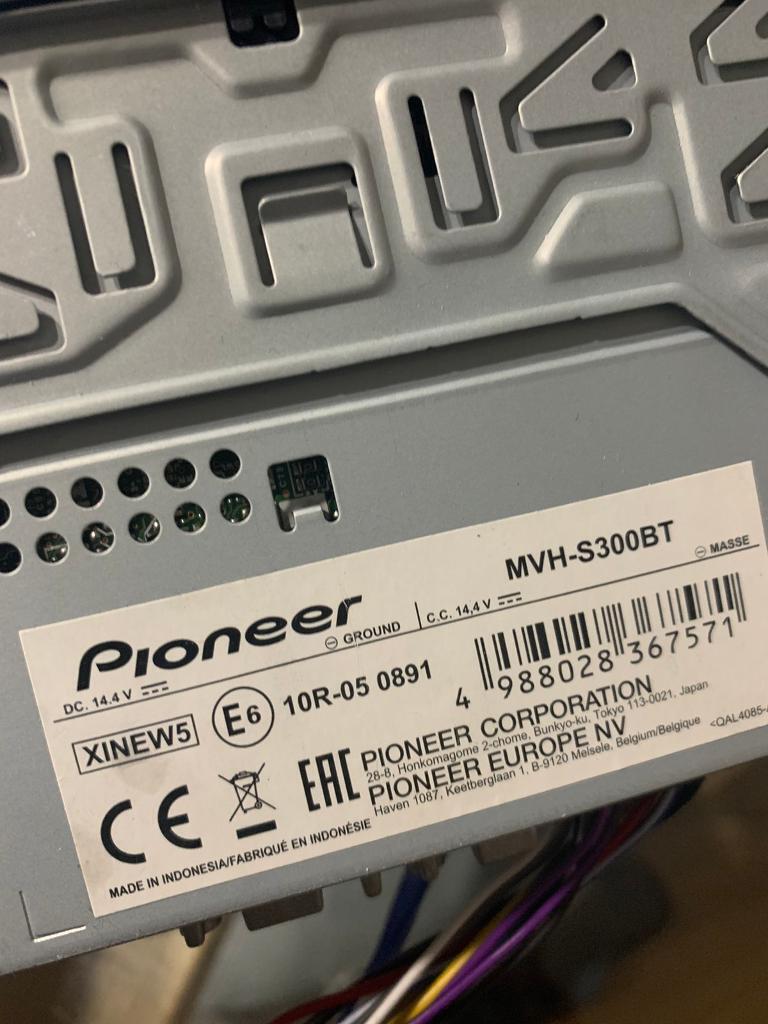 MVH-S300BT
Pioneer
DC. 14.4 V ⎓ ⊖ GROUND | C.C. 14,4 V ⎓ ⊖ MASSE
XINEW5 E6 10R-05 0891
4 988028 367571
PIONEER CORPORATION
28-8, Honkomagome 2-chome, Bunkyo-ku, Tokyo 113-0021, Japan
PIONEER EUROPE NV
Haven 1087, Keetberglaan 1, B-9120 Melsele, Belgium/Belgique <QAL4085-
CE EAC
MADE IN INDONESIA/FABRIQUÉ EN INDONÉSIE